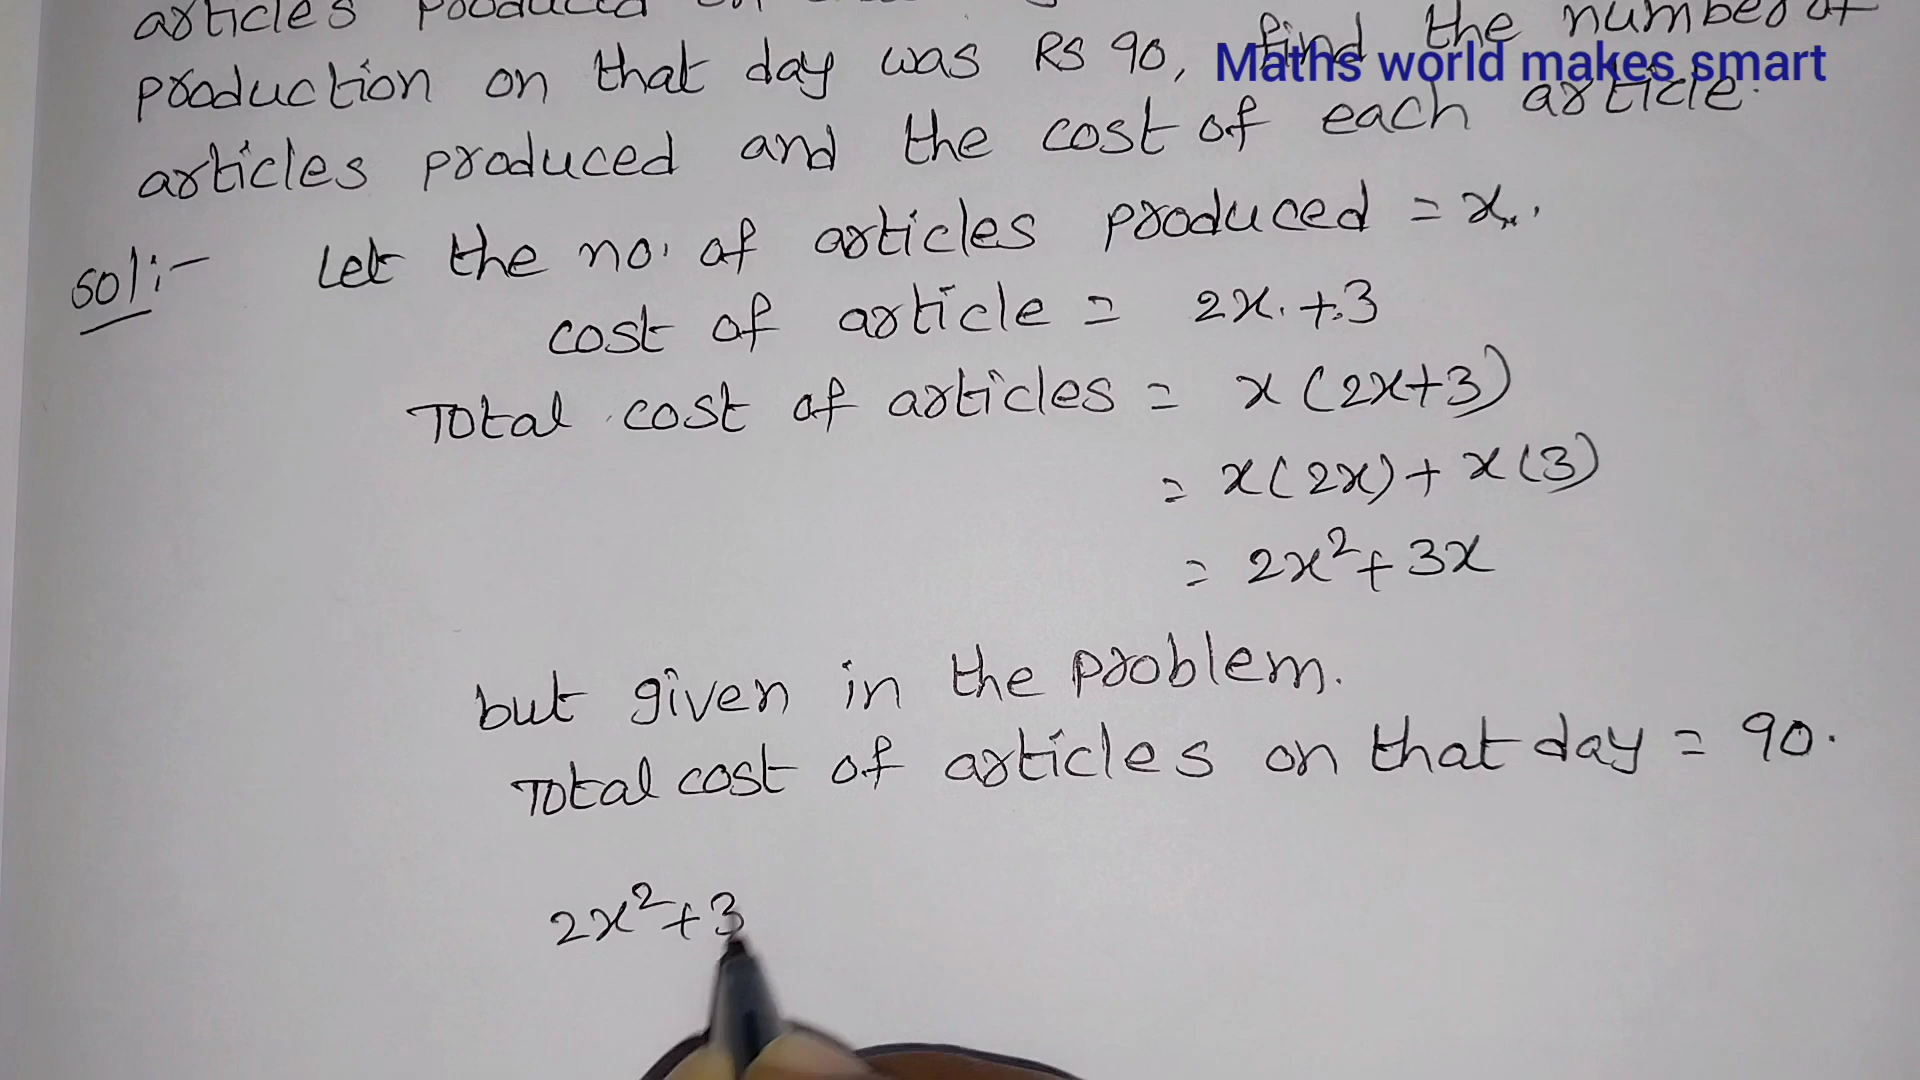 articles produced on
production on that day was RS 90, find the number of
Maths world makes smart
articles produced and the cost of each article.
sol:- Let the no. of articles produced = x.
cost of article = 2x + 3
Total cost of articles = x (2x+3)
= x(2x) + x(3)
= 2x² + 3x
but given in the problem.
Total cost of articles on that day = 90.
2x² + 3